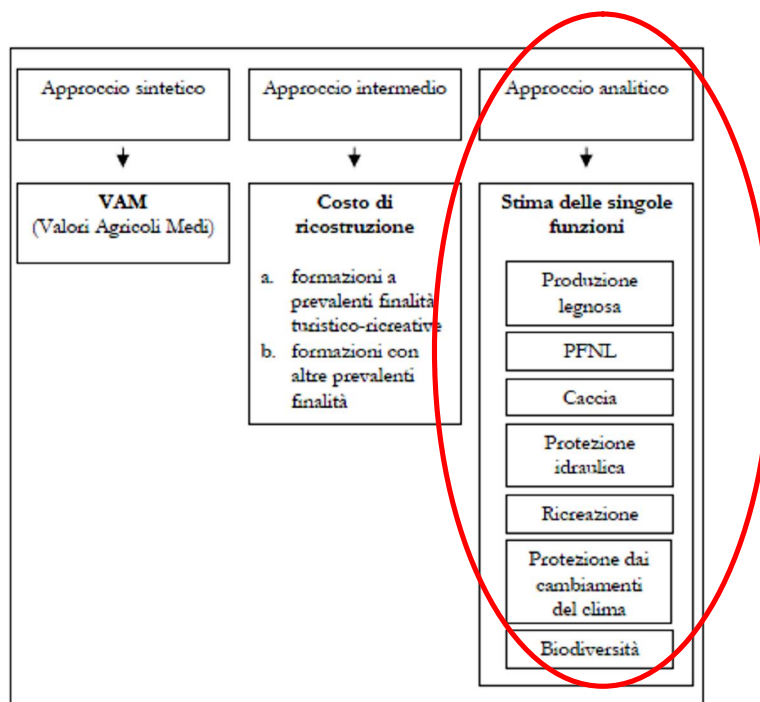 Approccio sintetico
VAM
(Valori Agricoli Medi)
Approccio intermedio
Costo di
ricostruzione
a. formazioni a
prevalenti finalità
turistico-ricreative
b. formazioni con
altre prevalenti
finalità
Approccio analitico
Stima delle singole
funzioni
Produzione
legnosa
PFNL
Caccia
Protezione
idraulica
Ricreazione
Protezione dai
cambiamenti
del clima
Biodiversità